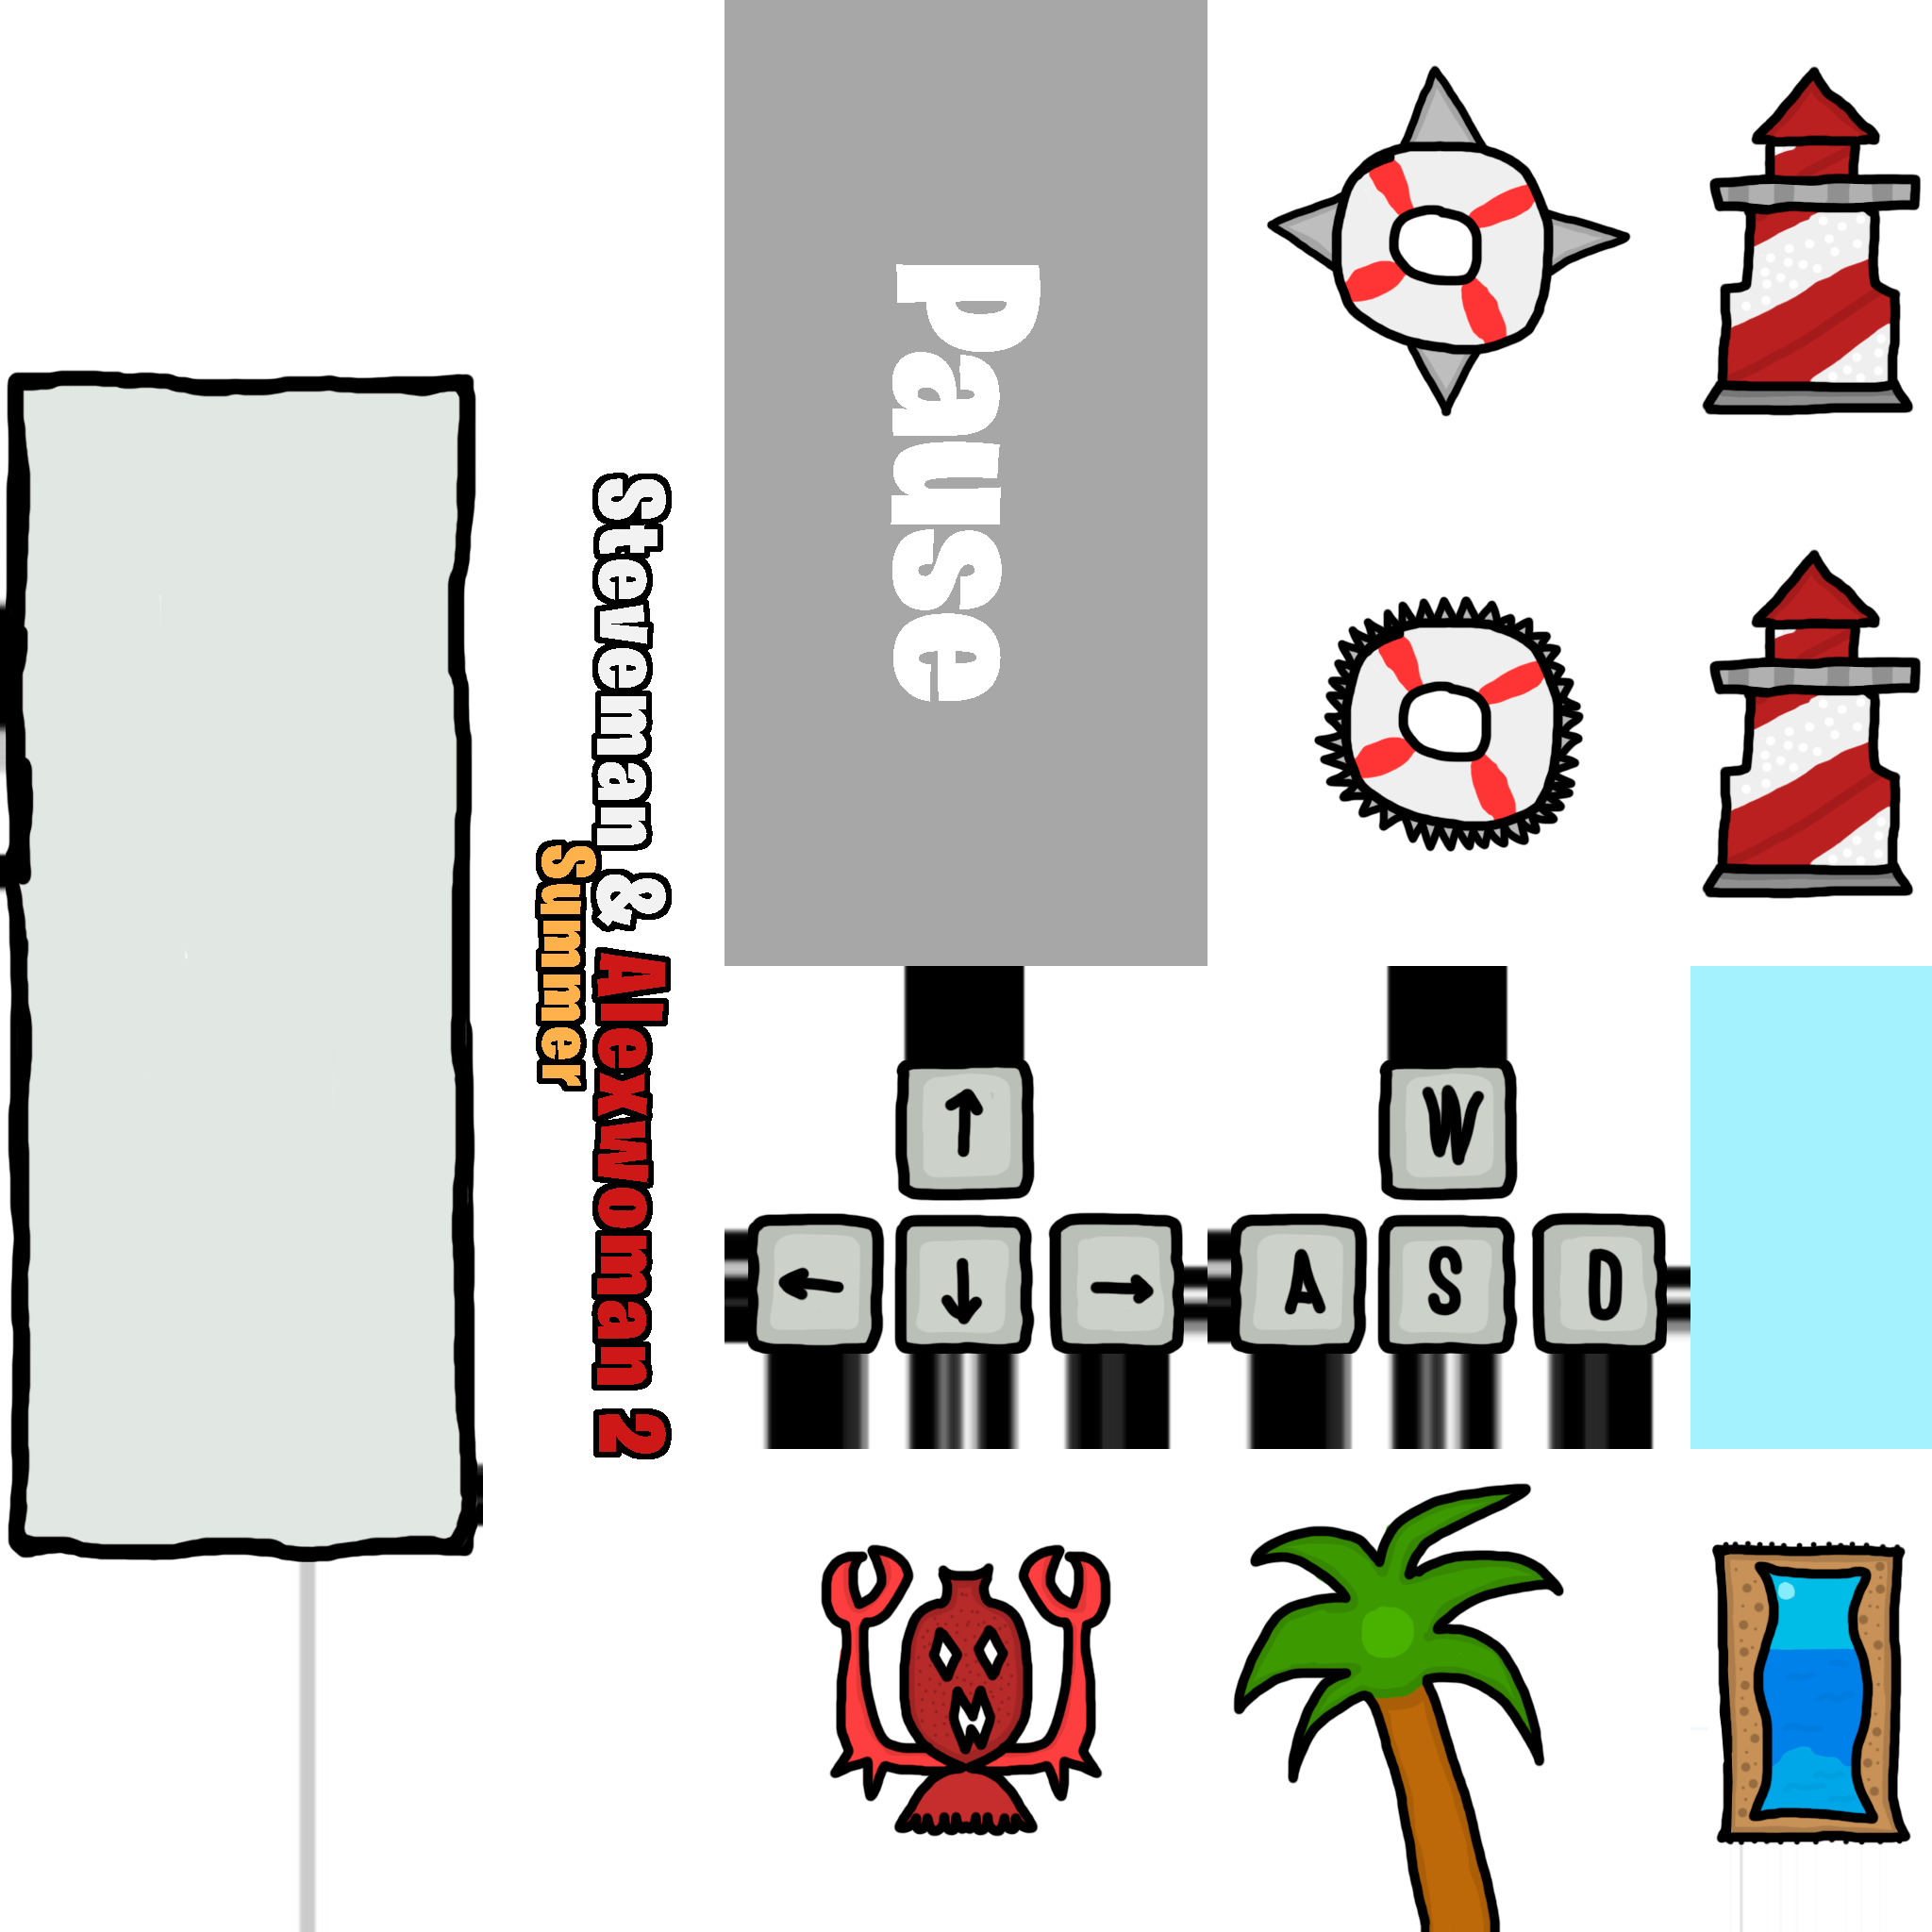 Steveman & Alexwoman 2
Summer
Pause
↑
← ↓ →
W
A S D